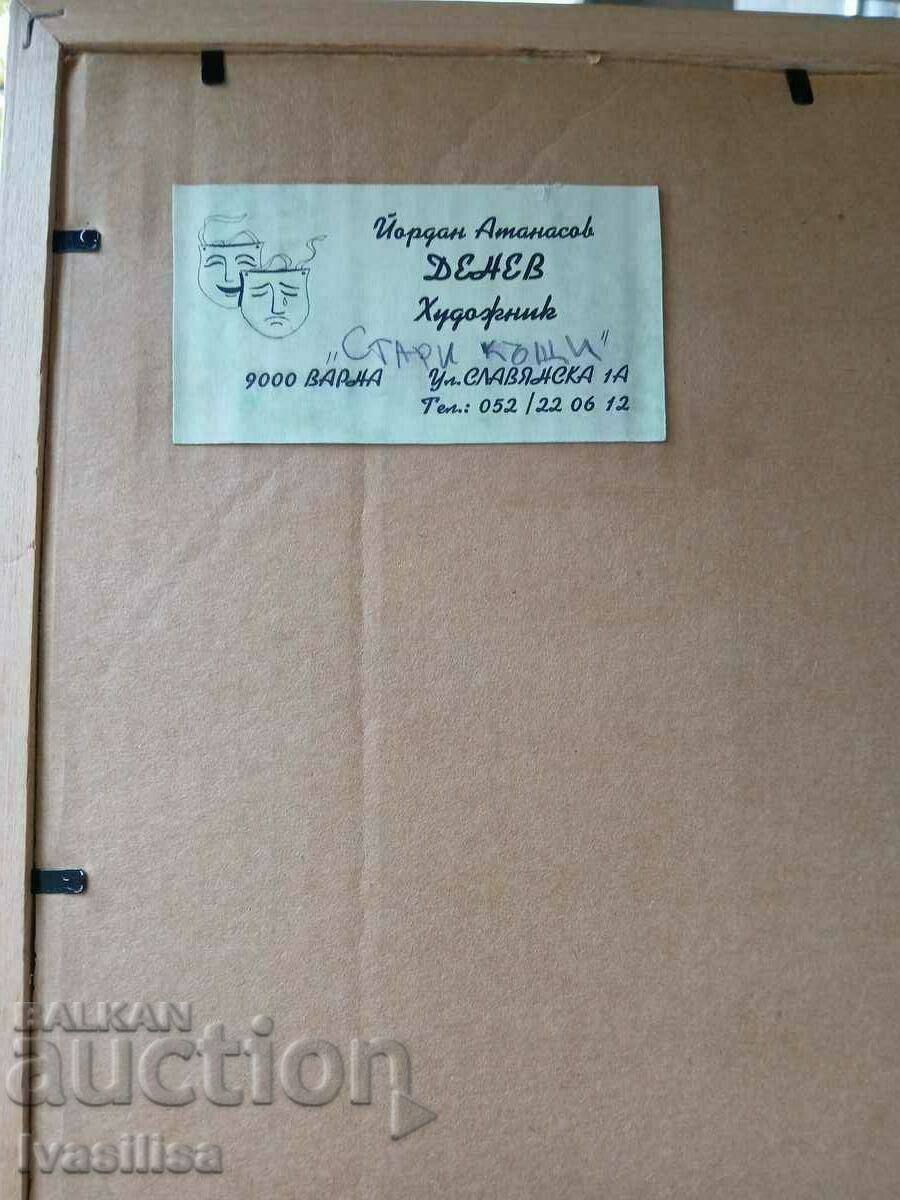 Йордан Атанасов
ДЕНЕВ
Художник
„Стари къщи"
9000 ВАРНА Ул. СЛАВЯНСКА 1А
Тел.: 052 / 22 06 12
BALKAN
auction
Ivasilisa